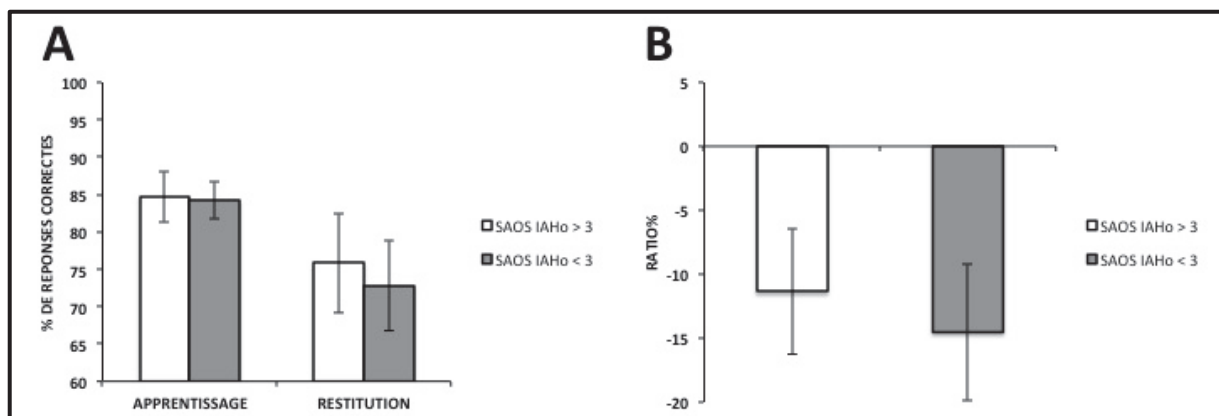 A
% DE REPONSES CORRECTES
100
95
90
85
80
75
70
65
60
APPRENTISSAGE
RESTITUTION
SAOS IAHo > 3
SAOS IAHo < 3
B
RATIO%
5
0
-5
-10
-15
-20
SAOS IAHo > 3
SAOS IAHo < 3